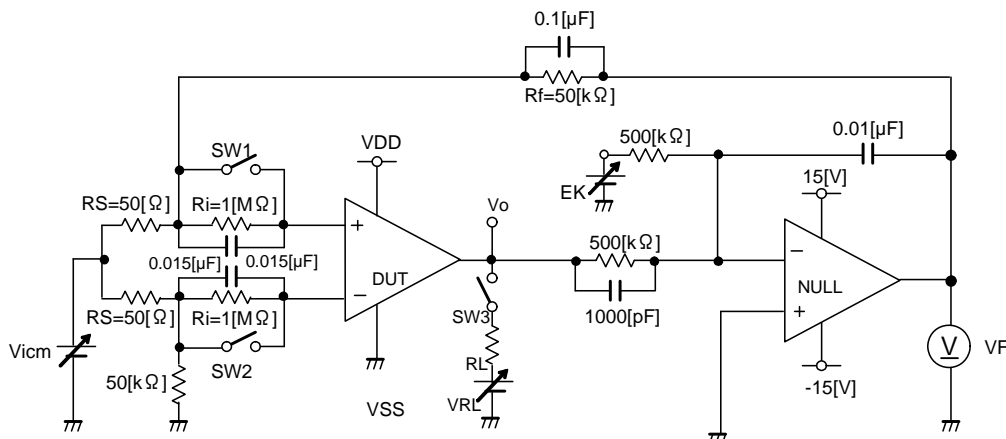 0.1[µF]
Rf=50[kΩ]
SW1
VDD
500[kΩ]
0.01[µF]
EK
15[V]
RS=50[Ω]
Ri=1[MΩ]
Vo
0.015[µF]
0.015[µF]
500[kΩ]
DUT
NULL
RS=50[Ω]
Ri=1[MΩ]
1000[pF]
SW3
Vicm
SW2
RL
-15[V]
V
VF
50[kΩ]
VSS
VRL
+
−
−
+